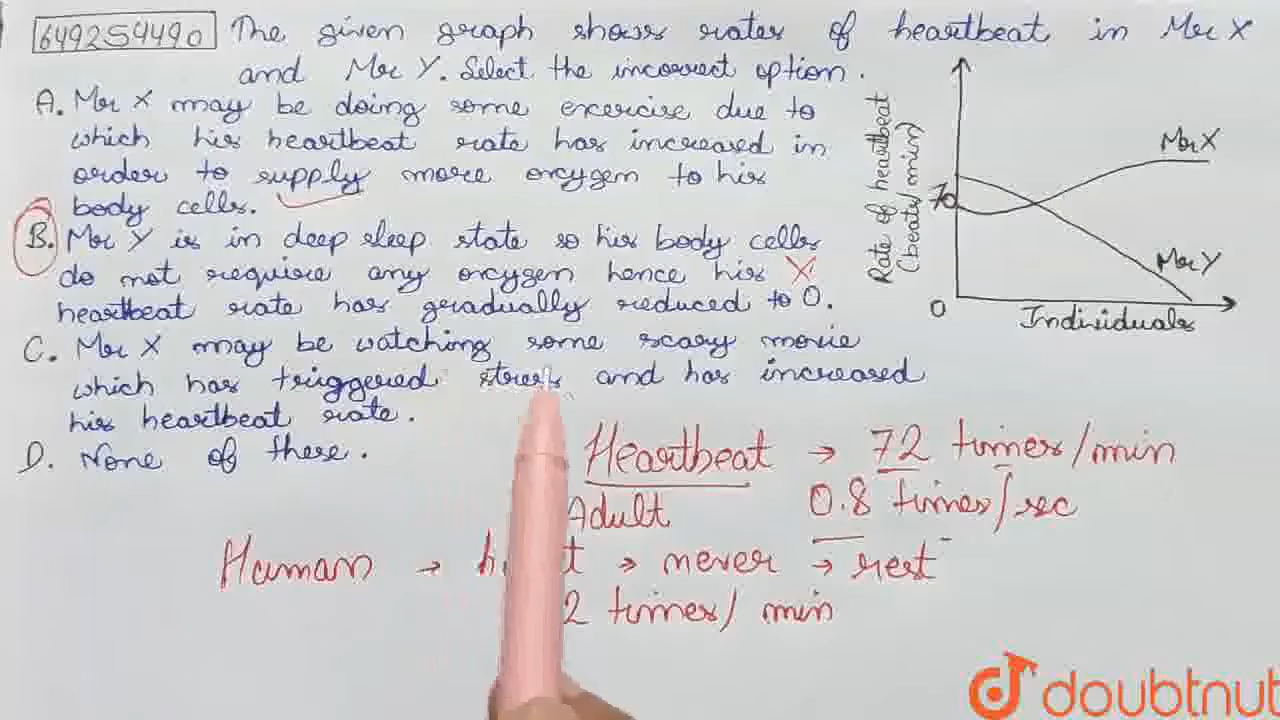 6492S4490 The given graph shows rates of heartbeat in Mr X
and Mr Y. Select the incorrect option.
A. Mr X may be doing some exercise due to
which his heartbeat rate has increased in
order to supply more oxygen to his
body cells.
B. Mr Y is in deep sleep state so his body cells
do not require any oxygen hence his
heartbeat rate has gradually reduced to 0.
C. Mr X may be watching some scary movie
which has triggered stress and has increased
his heartbeat rate.
D. None of these.
Rate of heartbeat
(beats/min)
70
0
Mr X
Mr Y
Individuals
Heartbeat → 72 times/min
Adult 0.8 times/sec
Human → → never → rest
2 times/min
doubtnut